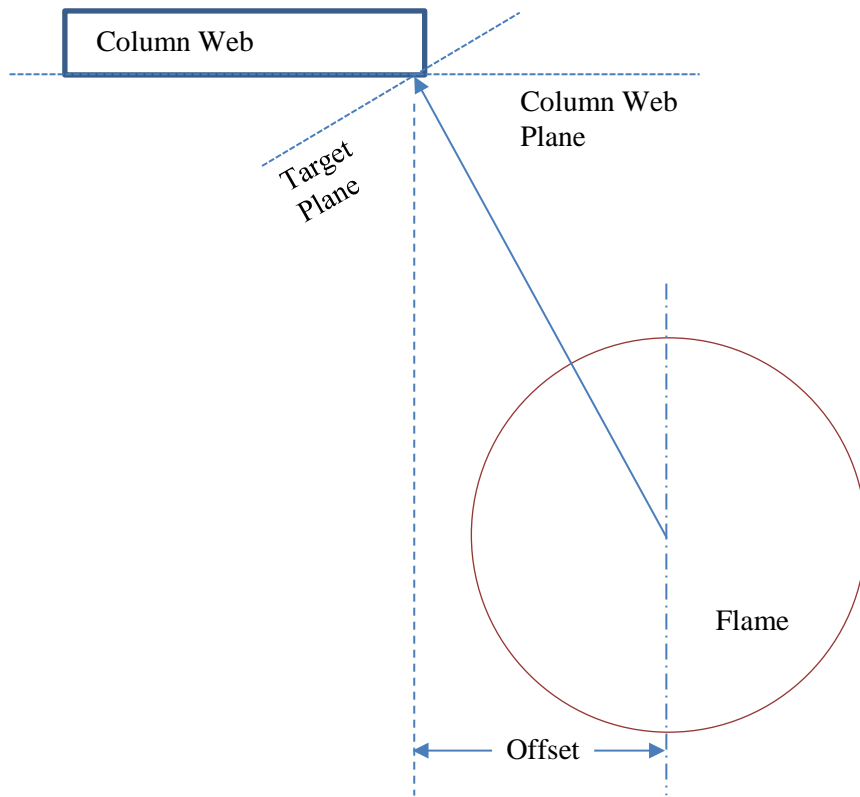 Column Web
Column Web
Plane
Target
Plane
Flame
Offset